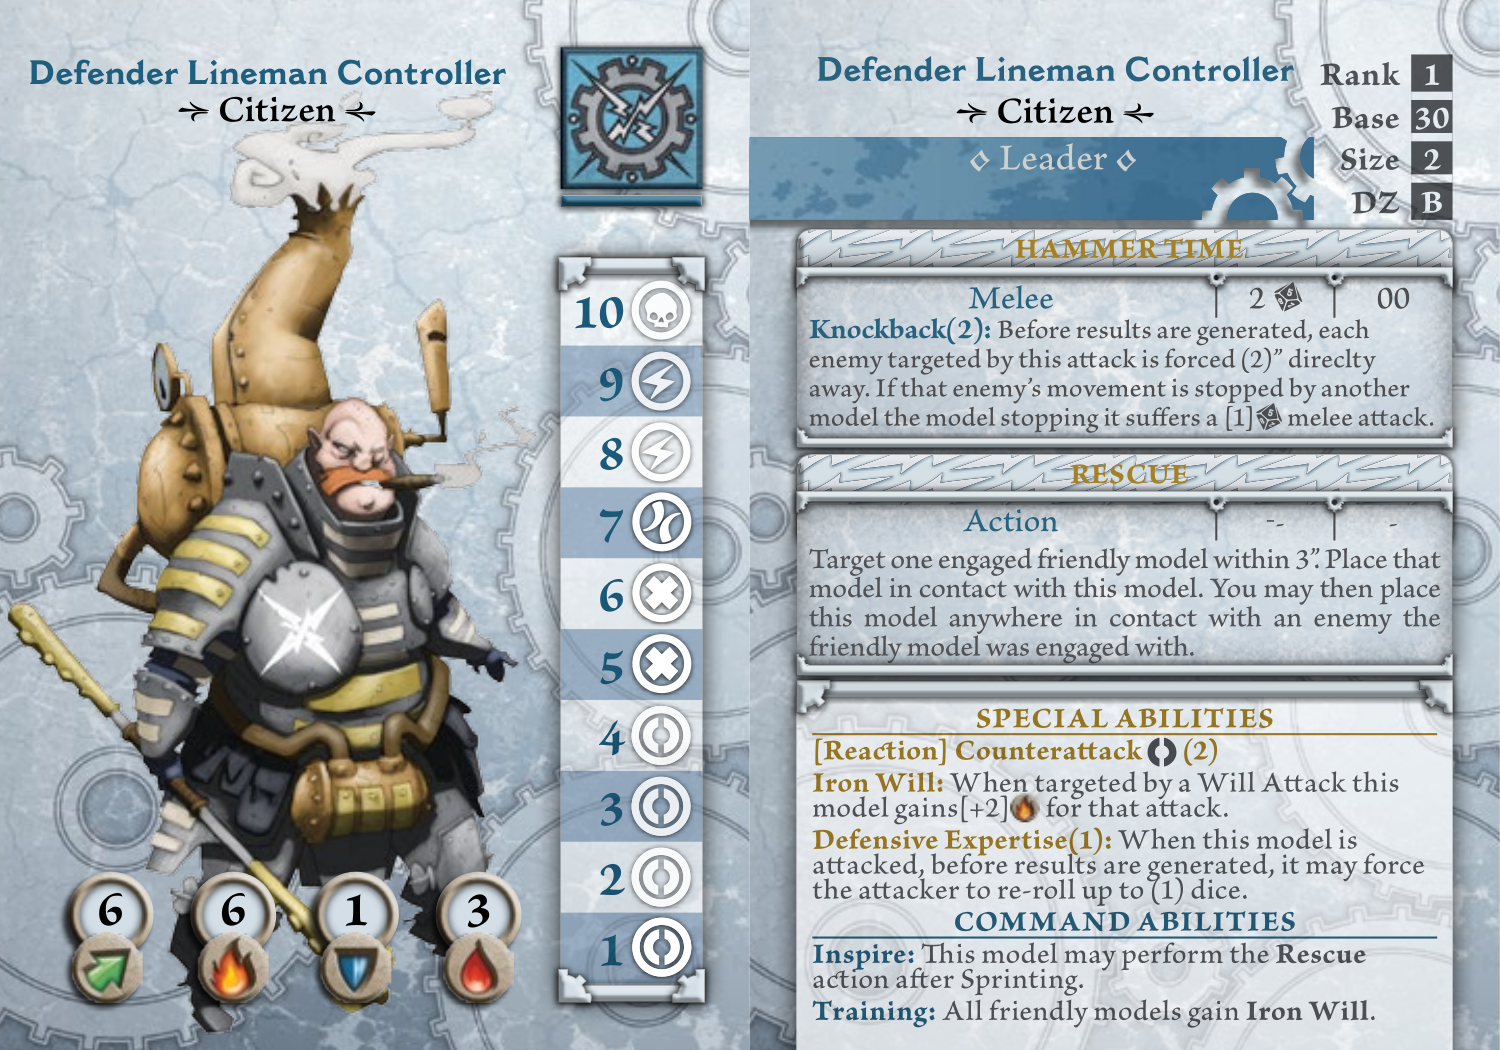 Defender Lineman Controller
Citizen
10
9
8
7
6
5
4
3
2
1
6
6
1
3
Defender Lineman Controller
Citizen
Leader
Rank 1
Base 30
Size 2
DZ B
HAMMER TIME
Melee 2 00
Knockback(2): Before results are generated, each
enemy targeted by this attack is forced (2)" direclty
away. If that enemy's movement is stopped by another
model the model stopping it suffers a [1] melee attack.
RESCUE
Action -- -
Target one engaged friendly model within 3". Place that
model in contact with this model. You may then place
this model anywhere in contact with an enemy the
friendly model was engaged with.
SPECIAL ABILITIES
[Reaction] Counterattack (2)
Iron Will: When targeted by a Will Attack this
model gains[+2] for that attack.
Defensive Expertise(1): When this model is
attacked, before results are generated, it may force
the attacker to re-roll up to (1) dice.
COMMAND ABILITIES
Inspire: This model may perform the Rescue
action after Sprinting.
Training: All friendly models gain Iron Will.